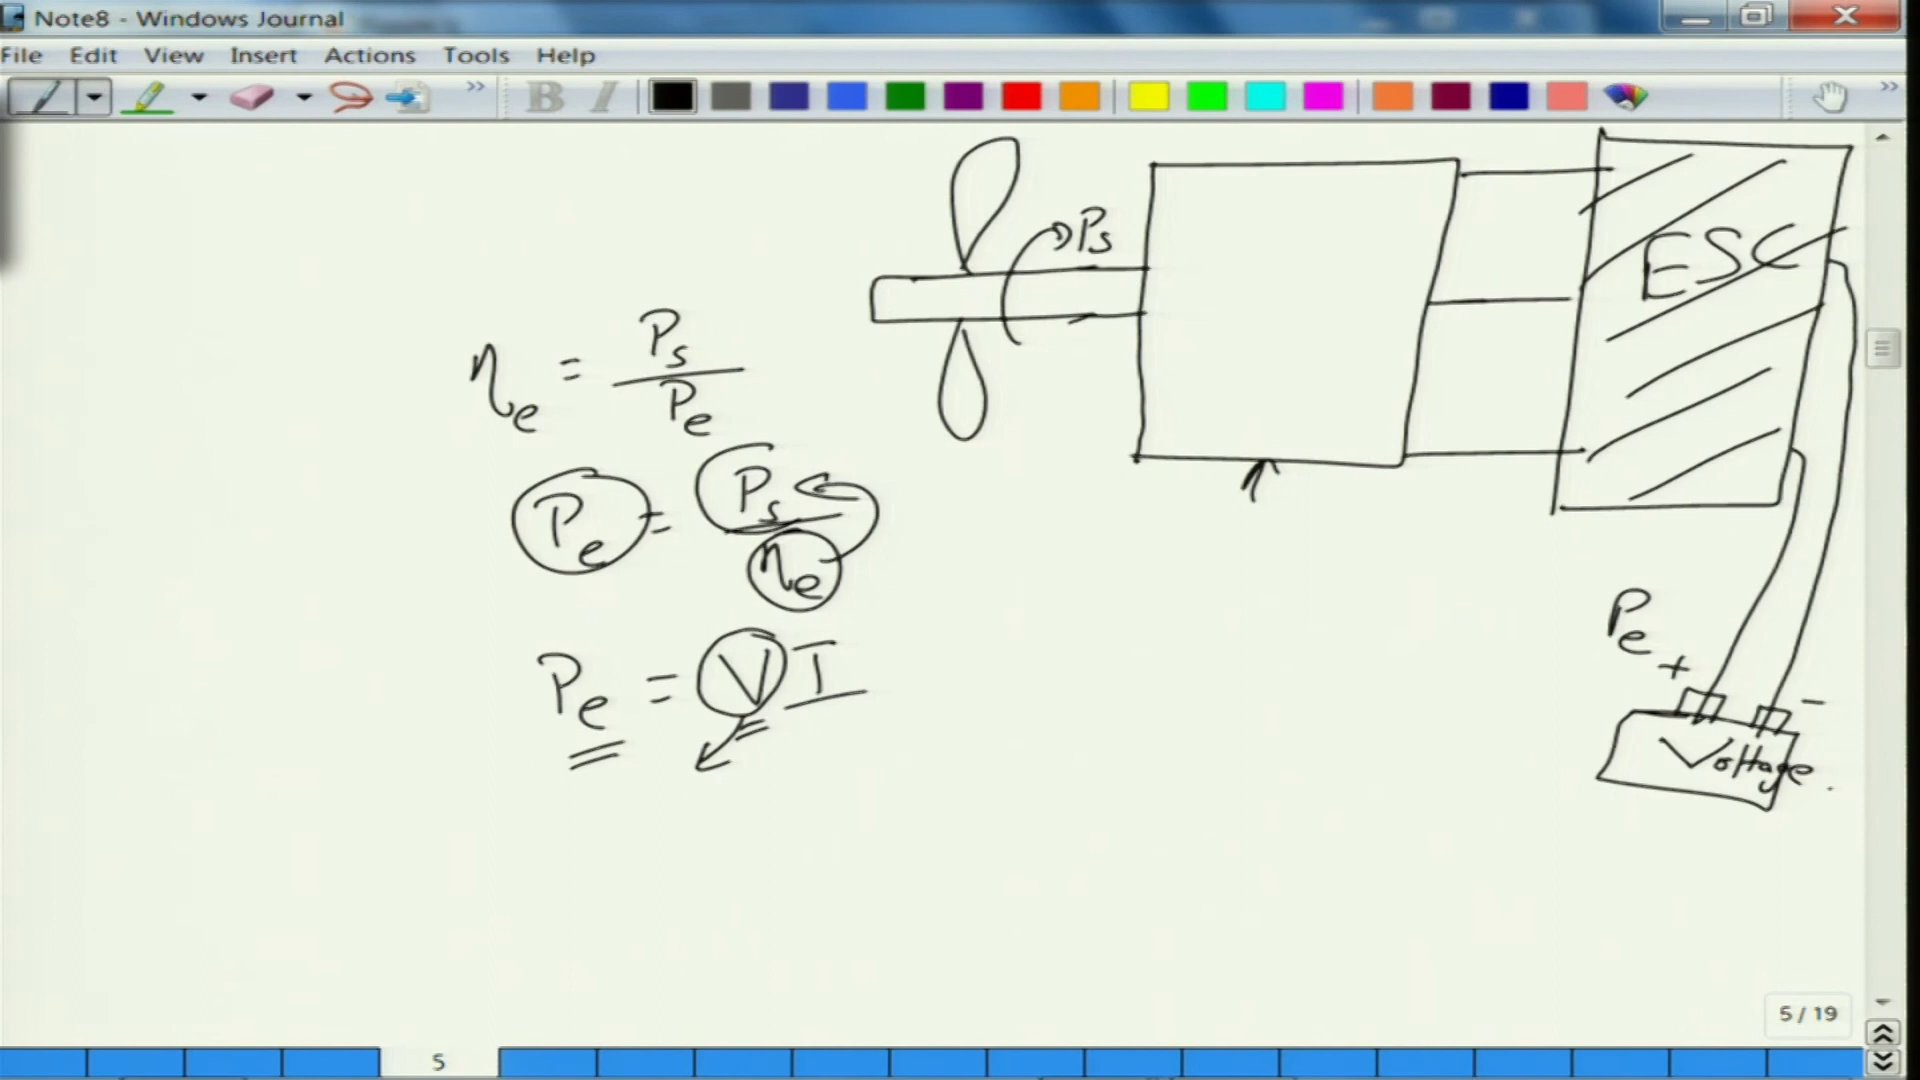 Note8 - Windows Journal
File Edit View Insert Actions Tools Help
B I
Ps
ESC
ηe = Ps / Pe
Pe = Ps / ηe
Pe = V I
Pe
+ -
Voltage.
5 / 19
5